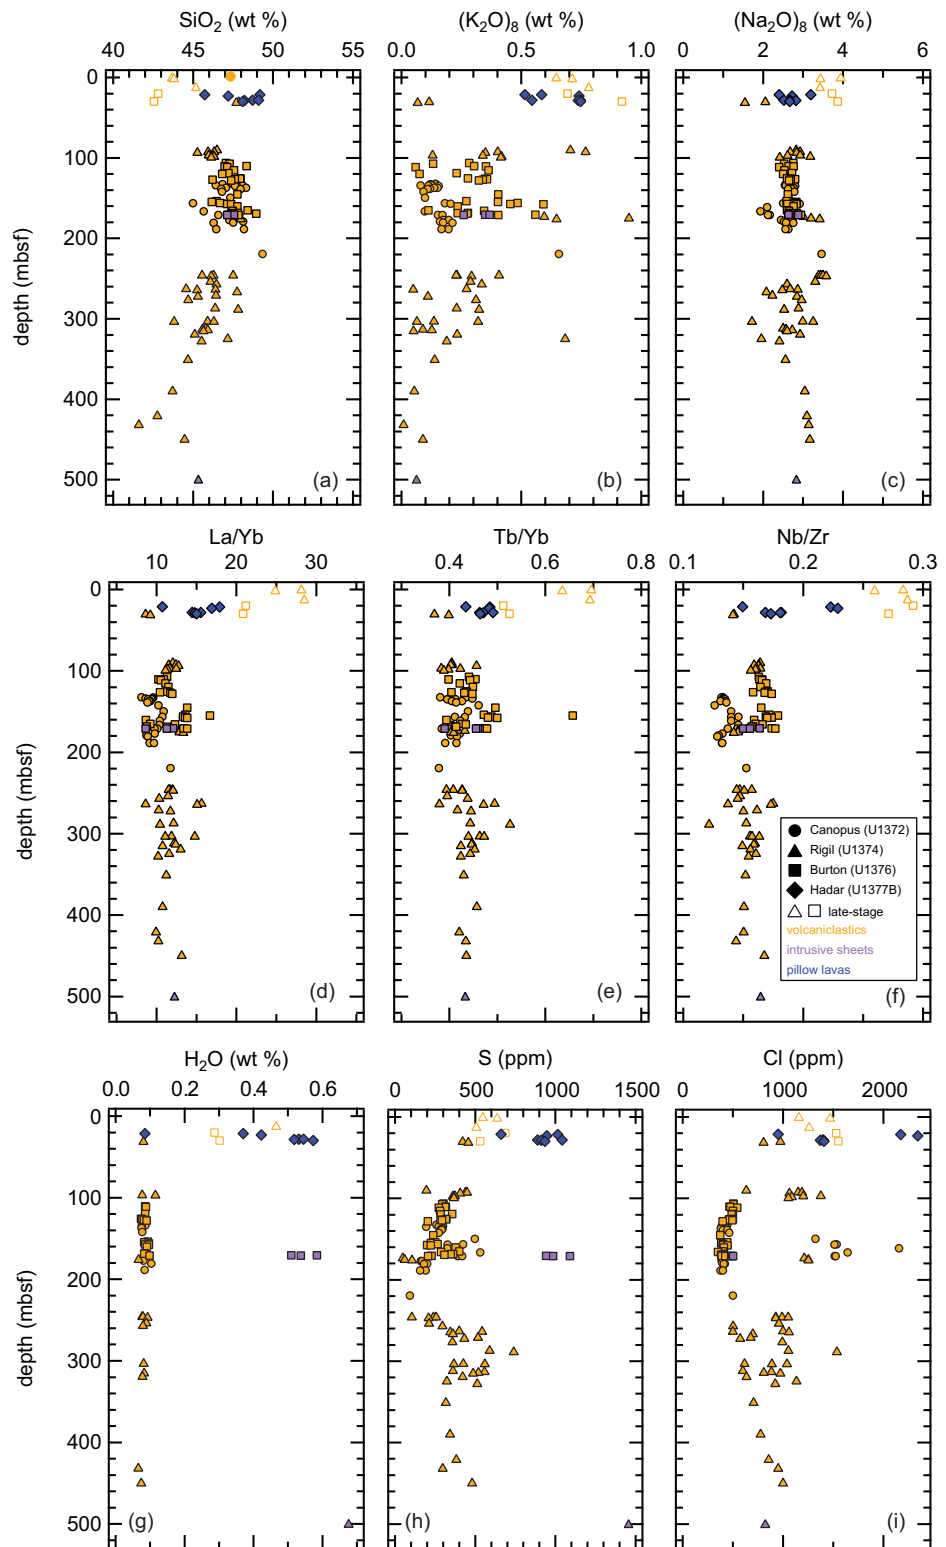 SiO2 (wt %) (K2O)8 (wt %) (Na2O)8 (wt %)
40 45 50 55 0.0 0.5 1.0 0 2 4 6
0
100
200
300
400
500
depth (mbsf)
(a) (b) (c)
La/Yb Tb/Yb Nb/Zr
10 20 30 0.4 0.6 0.8 0.1 0.2 0.3
0
100
200
300
400
500
depth (mbsf)
Canopus (U1372)
Rigil (U1374)
Burton (U1376)
Hadar (U1377B)
late-stage
volcaniclastics
intrusive sheets
pillow lavas
(d) (e) (f)
H2O (wt %) S (ppm) Cl (ppm)
0.0 0.2 0.4 0.6 0 500 1000 1500 0 1000 2000
0
100
200
300
400
500
depth (mbsf)
(g) (h) (i)